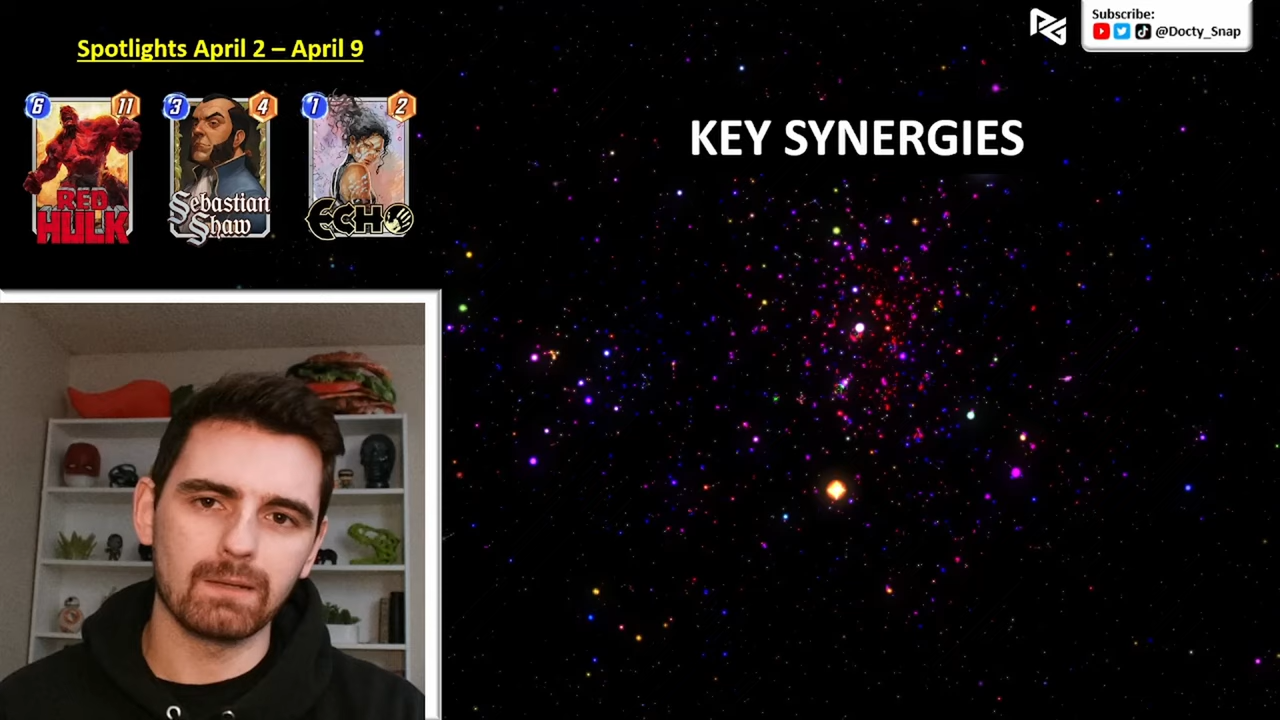 Spotlights April 2 – April 9
6
11
RED
HULK
3
4
Sebastian
Shaw
1
2
ECHO
Subscribe:
@Docty_Snap
KEY SYNERGIES